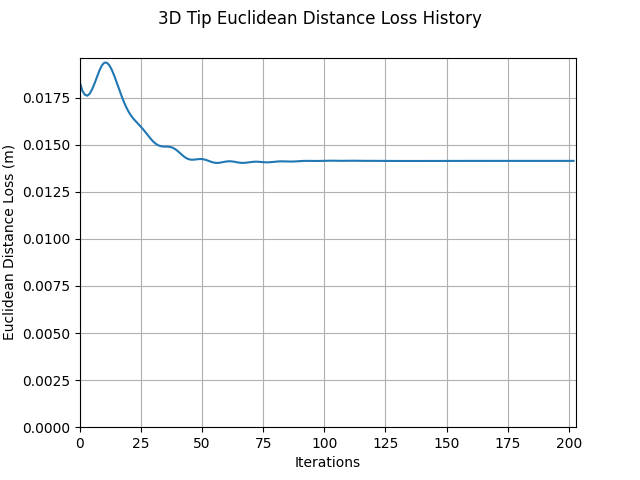 3D Tip Euclidean Distance Loss History
Euclidean Distance Loss (m)
0.0175
0.0150
0.0125
0.0100
0.0075
0.0050
0.0025
0.0000
0 25 50 75 100 125 150 175 200
Iterations